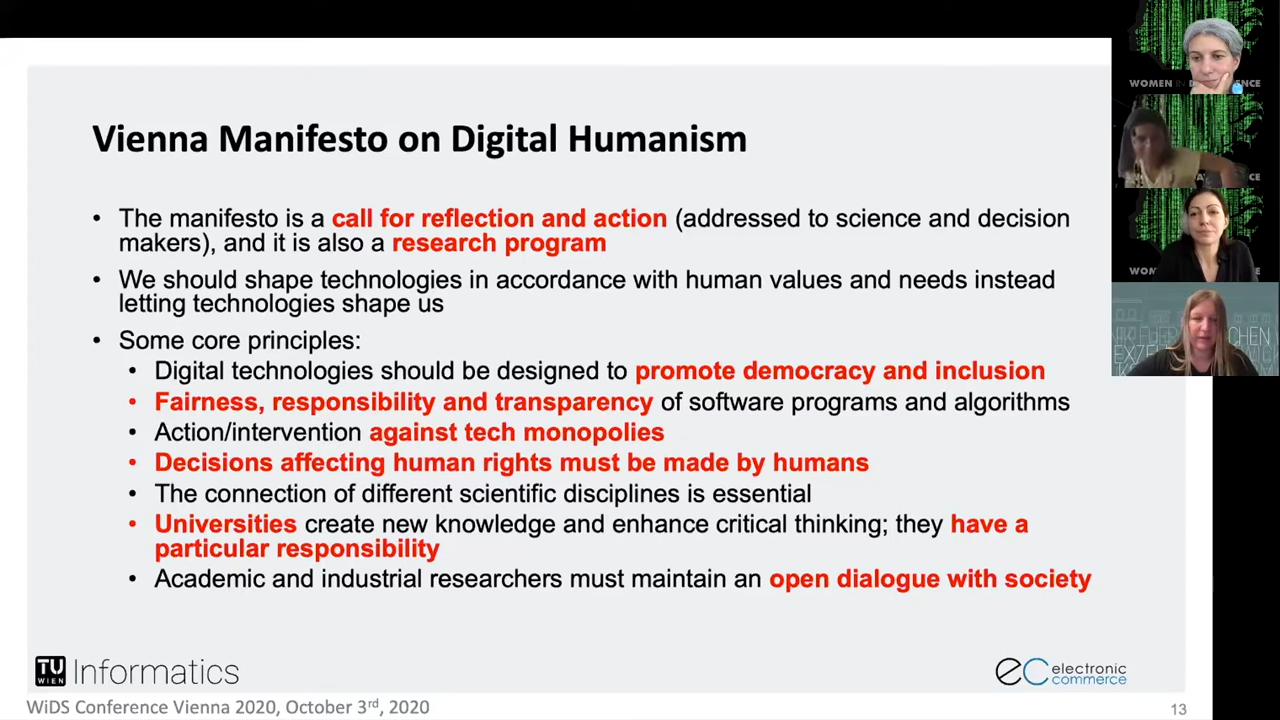 Vienna Manifesto on Digital Humanism
• The manifesto is a call for reflection and action (addressed to science and decision
makers), and it is also a research program
• We should shape technologies in accordance with human values and needs instead
letting technologies shape us
• Some core principles:
• Digital technologies should be designed to promote democracy and inclusion
• Fairness, responsibility and transparency of software programs and algorithms
• Action/intervention against tech monopolies
• Decisions affecting human rights must be made by humans
• The connection of different scientific disciplines is essential
• Universities create new knowledge and enhance critical thinking; they have a
particular responsibility
• Academic and industrial researchers must maintain an open dialogue with society
TU
WIEN
Informatics
ec electronic
commerce
WiDS Conference Vienna 2020, October 3rd, 2020
13
WOMEN IN D ENCE